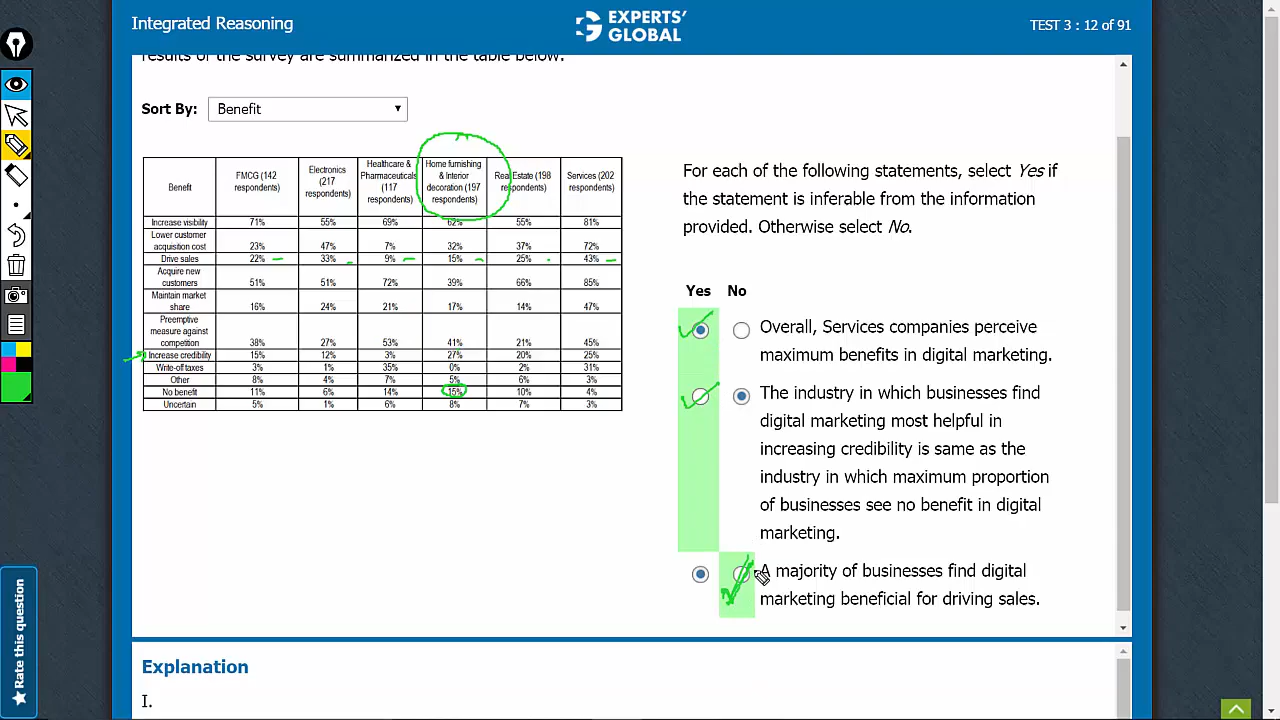 Integrated Reasoning
EXPERTS'
GLOBAL
TEST 3 : 12 of 91
results of the survey are summarized in the table below.
Sort By:
Benefit
Benefit
FMCG (142
respondents)
Electronics
(217
respondents)
Healthcare &
Pharmaceuticals
(117
respondents)
Home furnishing
& Interior
decoration (197
respondents)
Real Estate (198
respondents)
Services (202
respondents)
Increase visibility 71% 55% 69% 62% 55% 81%
Lower customer
acquisition cost 23% 47% 7% 32% 37% 72%
Drive sales 22% 33% 9% 15% 25% 43%
Acquire new
customers 51% 51% 72% 39% 66% 85%
Maintain market
share 16% 24% 21% 17% 14% 47%
Preemptive
measure against
competition 38% 27% 53% 41% 21% 45%
Increase credibility 15% 12% 3% 27% 20% 25%
Write-off taxes 3% 1% 35% 0% 2% 31%
Other 8% 4% 7% 5% 6% 3%
No benefit 11% 6% 14% 15% 10% 4%
Uncertain 5% 1% 6% 8% 7% 3%
For each of the following statements, select Yes if
the statement is inferable from the information
provided. Otherwise select No.
Yes No
Overall, Services companies perceive
maximum benefits in digital marketing.
The industry in which businesses find
digital marketing most helpful in
increasing credibility is same as the
industry in which maximum proportion
of businesses see no benefit in digital
marketing.
A majority of businesses find digital
marketing beneficial for driving sales.
Rate this question
Explanation
I.